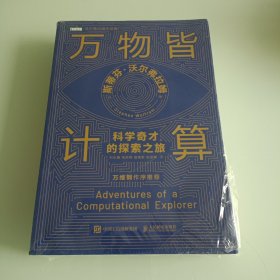 万物皆
斯蒂芬·沃尔弗拉姆
计算
科学奇才
的探索之旅
万维钢作序推荐
Adventures of a
Computational Explorer
人民邮电出版社